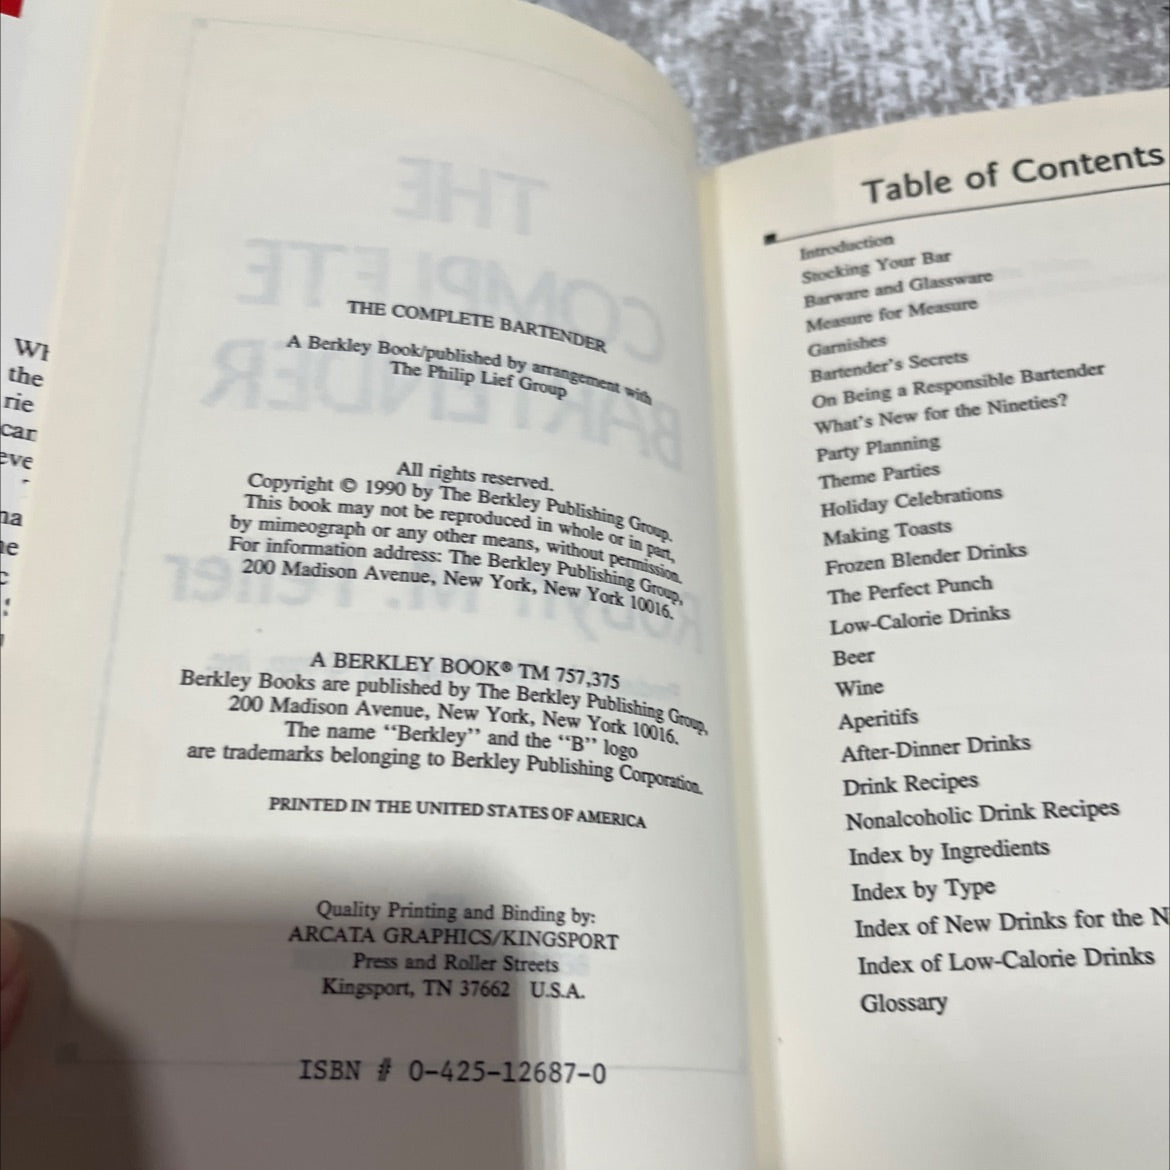 THE COMPLETE BARTENDER
A Berkley Book/published by arrangement with
The Philip Lief Group
All rights reserved.
Copyright © 1990 by The Berkley Publishing Group.
This book may not be reproduced in whole or in part,
by mimeograph or any other means, without permission.
For information address: The Berkley Publishing Group,
200 Madison Avenue, New York, New York 10016.
A BERKLEY BOOK® TM 757,375
Berkley Books are published by The Berkley Publishing Group,
200 Madison Avenue, New York, New York 10016.
The name “Berkley” and the “B” logo
are trademarks belonging to Berkley Publishing Corporation.
PRINTED IN THE UNITED STATES OF AMERICA
Quality Printing and Binding by:
ARCATA GRAPHICS/KINGSPORT
Press and Roller Streets
Kingsport, TN 37662 U.S.A.
ISBN # 0-425-12687-0
Table of Contents
Introduction
Stocking Your Bar
Barware and Glassware
Measure for Measure
Garnishes
Bartender's Secrets
On Being a Responsible Bartender
What's New for the Nineties?
Party Planning
Theme Parties
Holiday Celebrations
Making Toasts
Frozen Blender Drinks
The Perfect Punch
Low-Calorie Drinks
Beer
Wine
Aperitifs
After-Dinner Drinks
Drink Recipes
Nonalcoholic Drink Recipes
Index by Ingredients
Index by Type
Index of New Drinks for the N
Index of Low-Calorie Drinks
Glossary